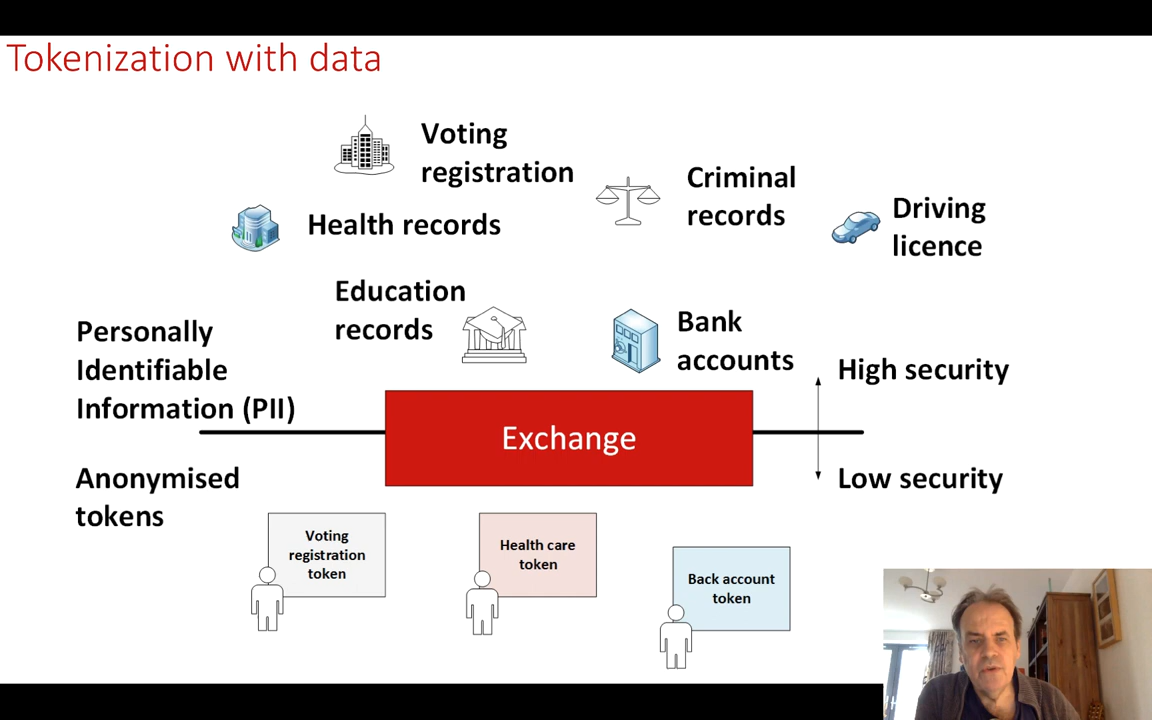 Tokenization with data
Voting
registration
Criminal
records
Driving
licence
Health records
Education
records
Bank
accounts
Personally
Identifiable
Information (PII)
High security
Exchange
Anonymised
tokens
Low security
Voting
registration
token
Health care
token
Back account
token